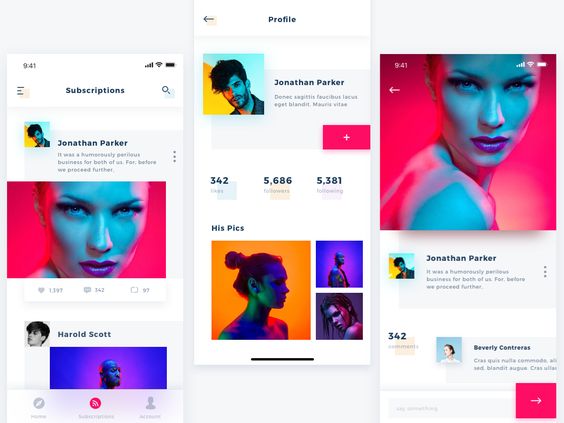 9:41
Subscriptions
Jonathan Parker
It was a humorously perilous
business for both of us. For; before
we proceed further.
1,397
342
97
Harold Scott
Home
Subscriptions
Account
Profile
Jonathan Parker
Donec sagittis faucibus lacus
eget blandit. Mauris vitae
+
342
5,686
5,381
likes
followers
following
His Pics
9:41
Jonathan Parker
It was a humorously perilous
business for both of us. For; before
we proceed further.
342
comments
Beverly Contreras
Cras quis nulla commodo, ali
sed. blandit augue. Cras ullan
say something